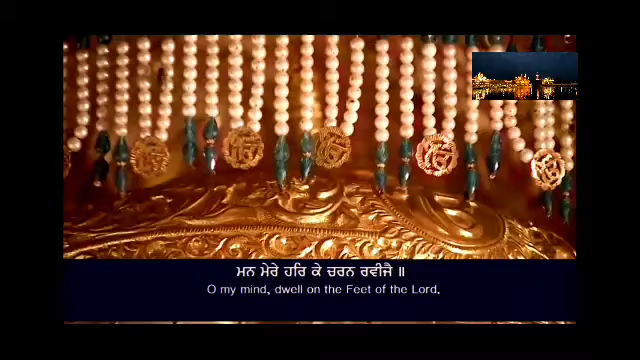 ਮਨ ਮੇਰੇ ਹਰਿ ਕੇ ਚਰਨ ਰਵੀਜੈ ॥
O my mind, dwell on the Feet of the Lord.